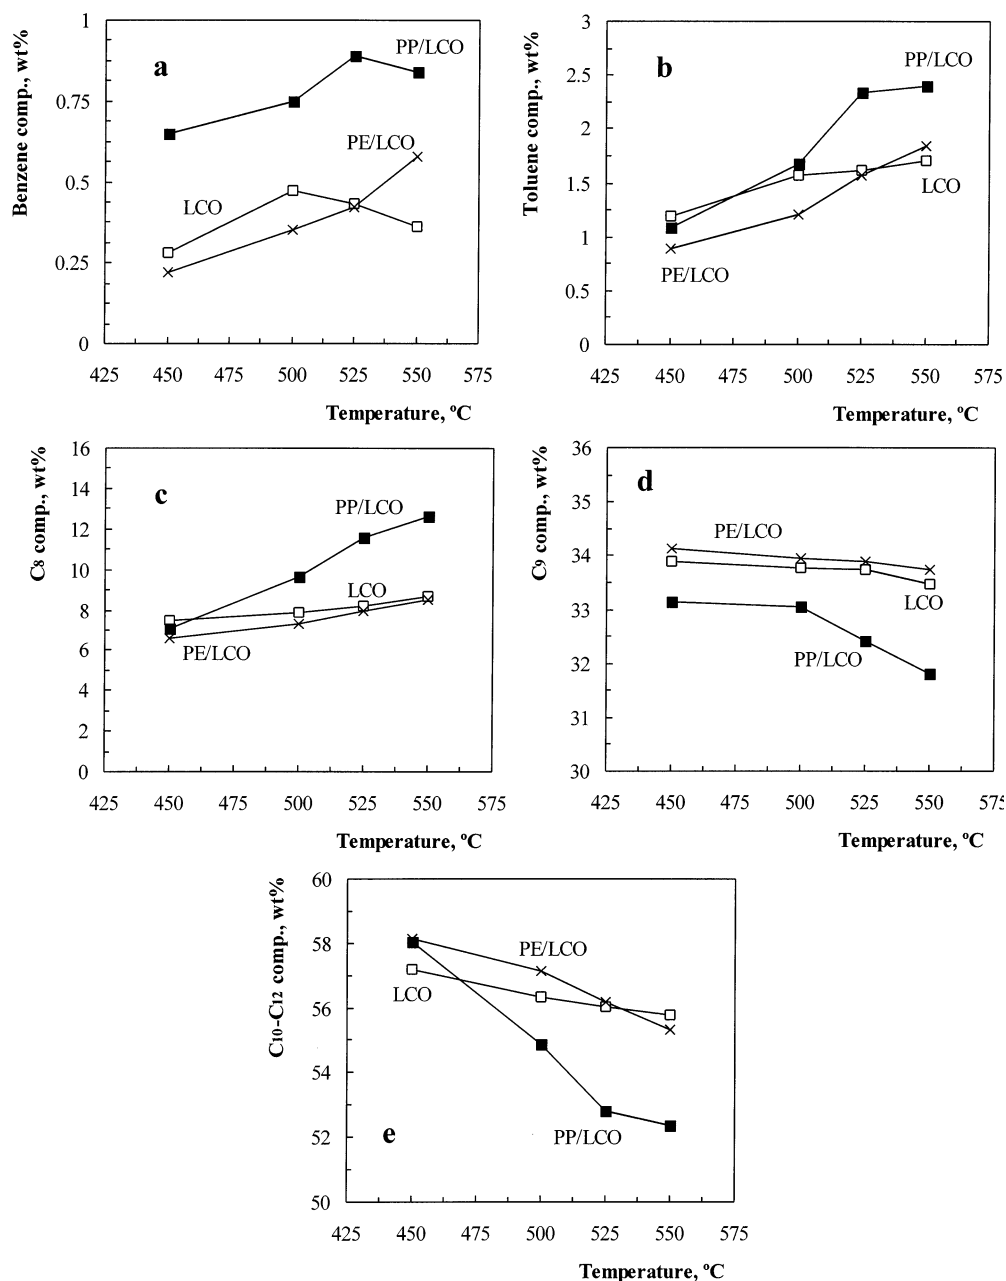 Benzene comp., wt%
1
0.75
0.5
0.25
0
a
PP/LCO
PE/LCO
LCO
425 450 475 500 525 550 575
Temperature, ºC
Toluene comp., wt%
3
2.5
2
1.5
1
0.5
0
b
PP/LCO
LCO
PE/LCO
425 450 475 500 525 550 575
Temperature, ºC
C8 comp., wt%
16
14
12
10
8
6
4
2
0
c
PP/LCO
LCO
PE/LCO
425 450 475 500 525 550 575
Temperature, ºC
C9 comp., wt%
36
35
34
33
32
31
30
d
PE/LCO
LCO
PP/LCO
425 450 475 500 525 550 575
Temperature, ºC
C10-C12 comp., wt%
60
58
56
54
52
50
PE/LCO
LCO
PP/LCO
e
425 450 475 500 525 550 575
Temperature, ºC